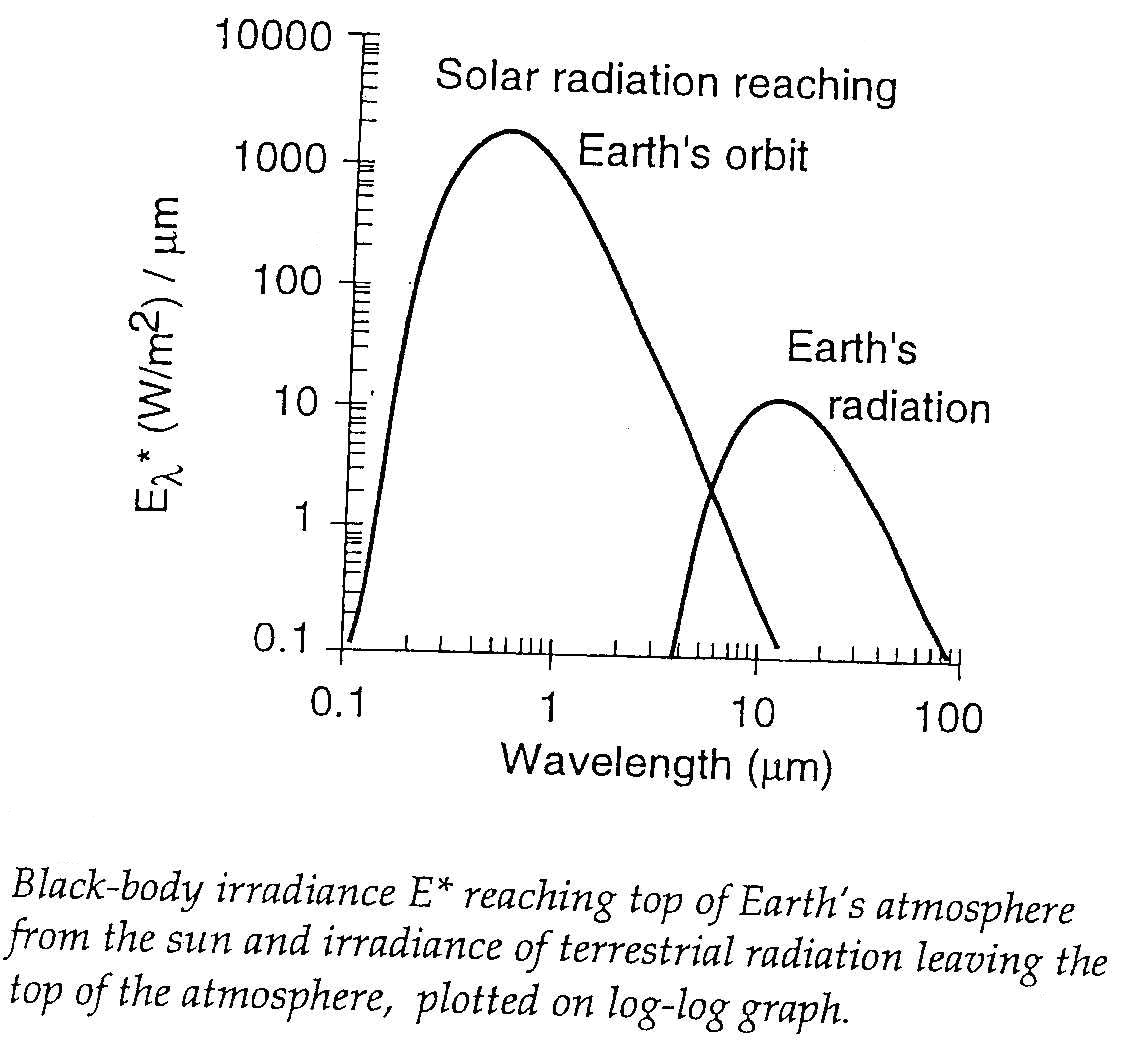 10000
Solar radiation reaching
Earth's orbit
1000
100
10
1
0.1
Eλ* (W/m2) / μm
Earth's
radiation
0.1
1
10
100
Wavelength (μm)
Black-body irradiance E* reaching top of Earth's atmosphere
from the sun and irradiance of terrestrial radiation leaving the
top of the atmosphere, plotted on log-log graph.